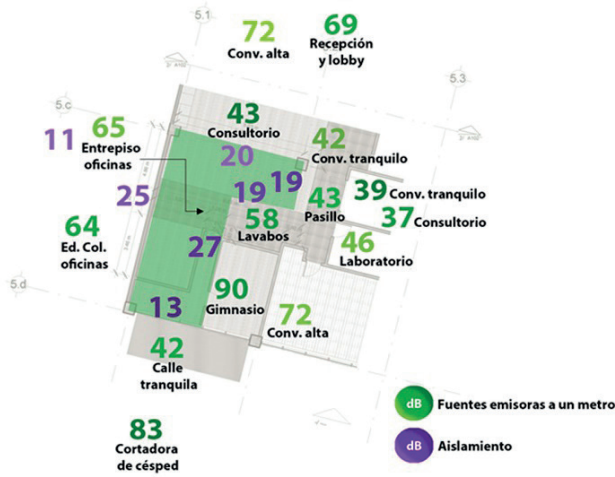 5.1
72
Conv. alta
69
Recepción
y lobby
5.3
5.c
11
65
Entrepiso
oficinas
43
Consultorio
20
42
Conv. tranquilo
25
19
19
43
Pasillo
39 Conv. tranquilo
37 Consultorio
64
Ed. Col.
oficinas
27
58
Lavabos
46
Laboratorio
5.d
13
90
Gimnasio
72
Conv. alta
42
Calle
tranquila
83
Cortadora
de césped
dB Fuentes emisoras a un metro
dB Aislamiento